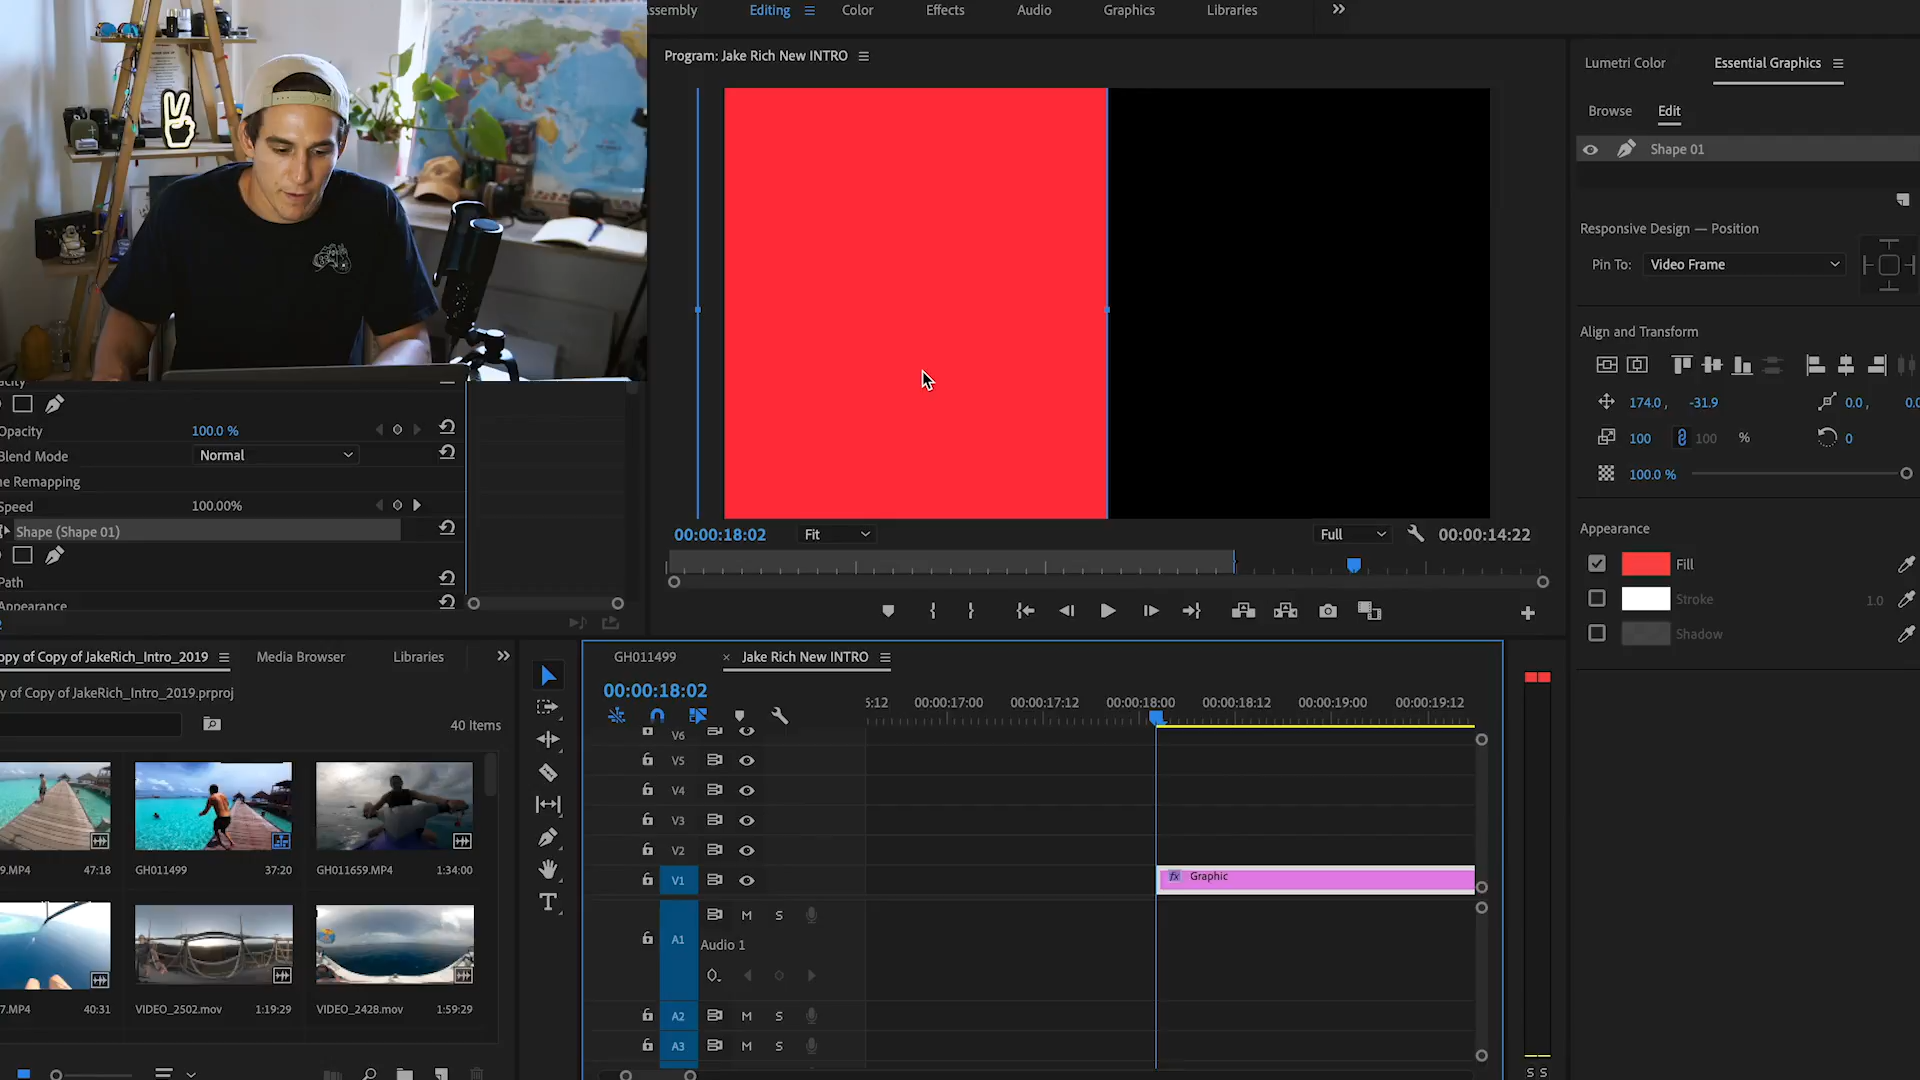 Assembly
Editing
Color
Effects
Audio
Graphics
Libraries
Program: Jake Rich New INTRO
Lumetri Color
Essential Graphics
Browse
Edit
Shape 01
Responsive Design — Position
Pin To:
Video Frame
Align and Transform
174.0 ,
-31.9
0.0 ,
0.0
100
100
%
0
100.0 %
Appearance
Fill
Stroke
1.0
Shadow
acity
Opacity
100.0 %
Blend Mode
Normal
ne Remapping
Speed
100.00%
Shape (Shape 01)
Path
Appearance
00:00:18:02
Fit
Full
00:00:14:22
opy of Copy of JakeRich_Intro_2019
Media Browser
Libraries
y of Copy of JakeRich_Intro_2019.prproj
40 Items
9.MP4
47:18
GH011499
37:20
GH011659.MP4
1:34:00
7.MP4
40:31
VIDEO_2502.mov
1:19:29
VIDEO_2428.mov
1:59:29
GH011499
× Jake Rich New INTRO
00:00:18:02
5:12
00:00:17:00
00:00:17:12
00:00:18:00
00:00:18:12
00:00:19:00
00:00:19:12
V6
V5
V4
V3
V2
V1
fx
Graphic
A1
M
S
Audio 1
A2
M
S
A3
M
S
S S